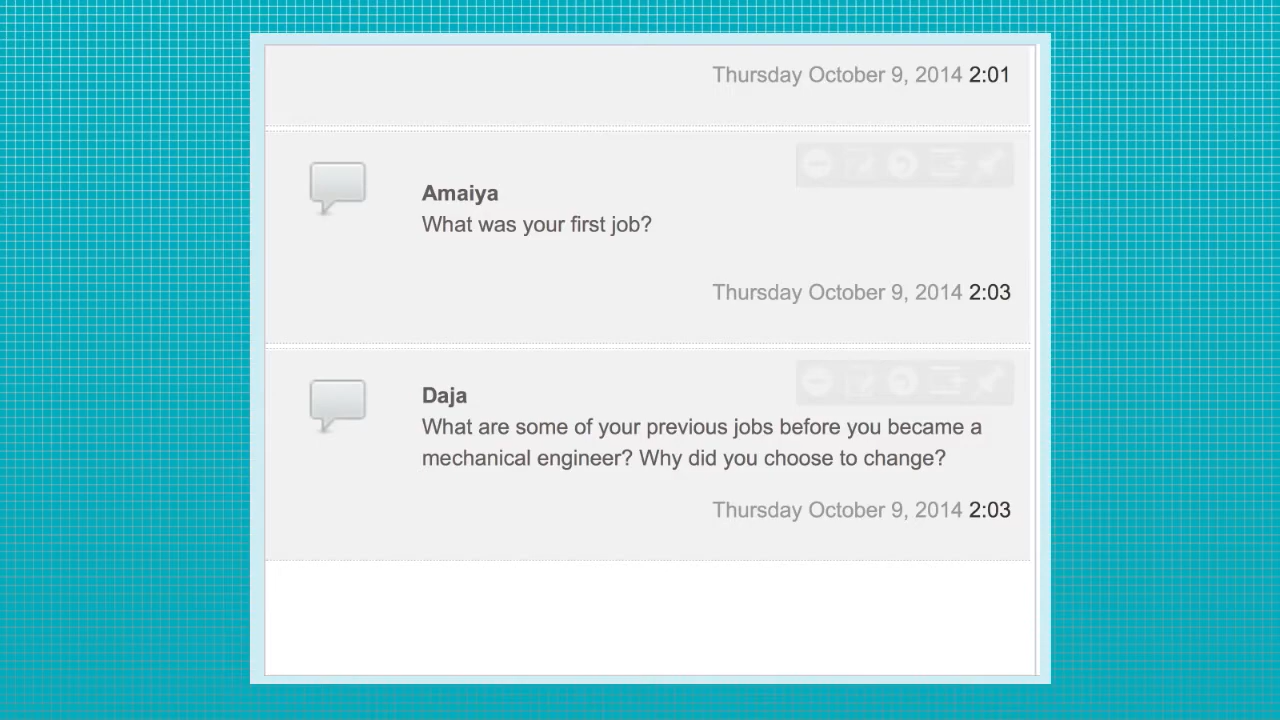 Thursday October 9, 2014 2:01
Amaiya
What was your first job?
Thursday October 9, 2014 2:03
Daja
What are some of your previous jobs before you became a
mechanical engineer? Why did you choose to change?
Thursday October 9, 2014 2:03